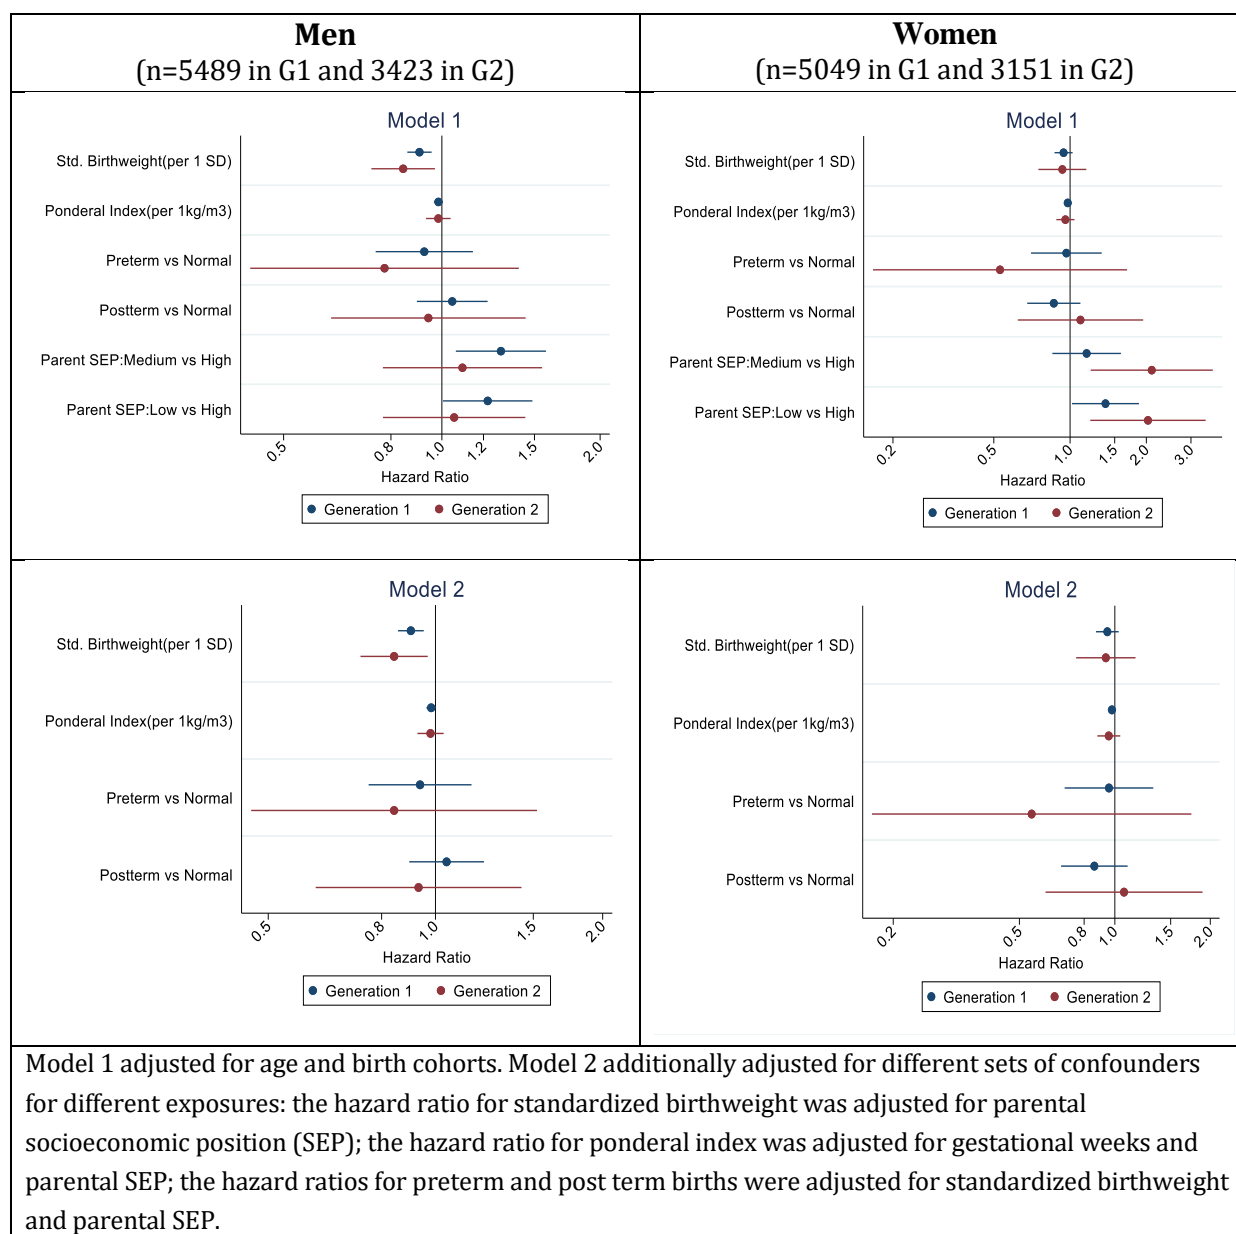 Men
(n=5489 in G1 and 3423 in G2)
Women
(n=5049 in G1 and 3151 in G2)
Model 1
Std. Birthweight(per 1 SD)
Ponderal Index(per 1kg/m3)
Preterm vs Normal
Postterm vs Normal
Parent SEP:Medium vs High
Parent SEP:Low vs High
0.5
0.8
1.0
1.2
1.5
2.0
Hazard Ratio
Generation 1
Generation 2
Model 1
Std. Birthweight(per 1 SD)
Ponderal Index(per 1kg/m3)
Preterm vs Normal
Postterm vs Normal
Parent SEP:Medium vs High
Parent SEP:Low vs High
0.2
0.5
1.0
1.5
2.0
3.0
Hazard Ratio
Generation 1
Generation 2
Model 2
Std. Birthweight(per 1 SD)
Ponderal Index(per 1kg/m3)
Preterm vs Normal
Postterm vs Normal
0.5
0.8
1.0
1.5
2.0
Hazard Ratio
Generation 1
Generation 2
Model 2
Std. Birthweight(per 1 SD)
Ponderal Index(per 1kg/m3)
Preterm vs Normal
Postterm vs Normal
0.2
0.5
0.8
1.0
1.5
2.0
Hazard Ratio
Generation 1
Generation 2
Model 1 adjusted for age and birth cohorts. Model 2 additionally adjusted for different sets of confounders
for different exposures: the hazard ratio for standardized birthweight was adjusted for parental
socioeconomic position (SEP); the hazard ratio for ponderal index was adjusted for gestational weeks and
parental SEP; the hazard ratios for preterm and post term births were adjusted for standardized birthweight
and parental SEP.